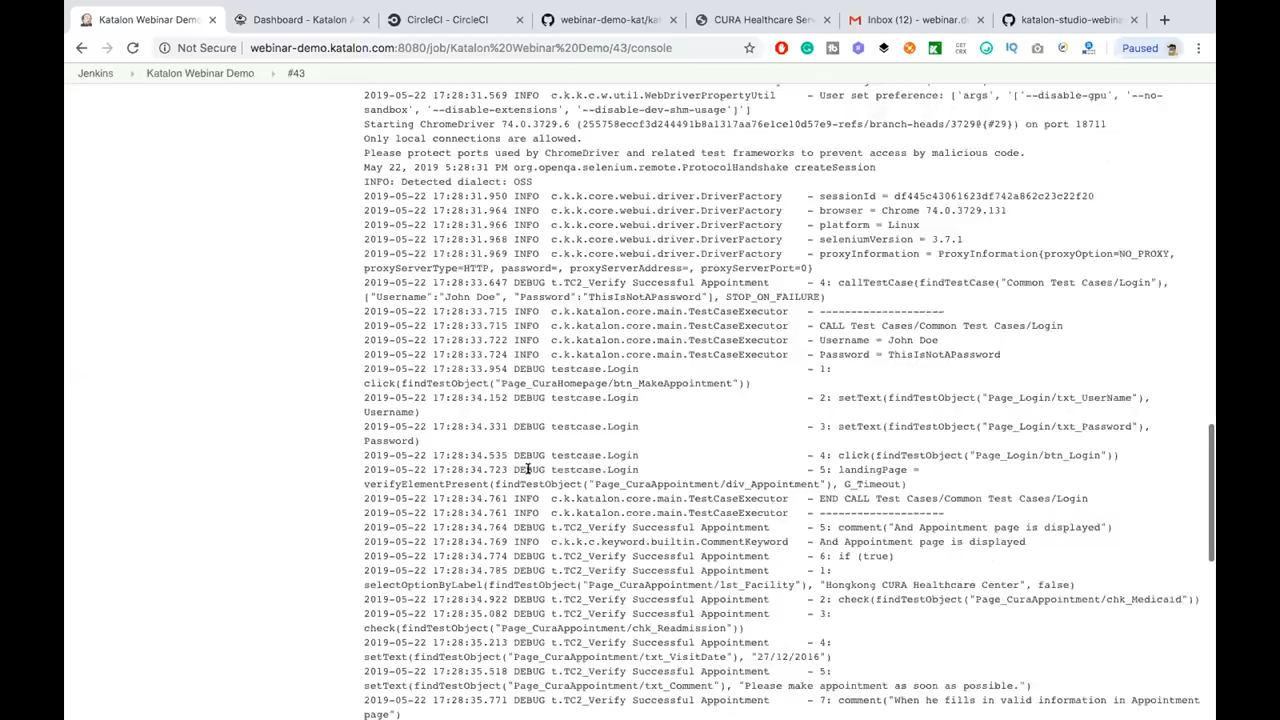 Katalon Webinar Demo
Dashboard - Katalon A
CircleCI - CircleCI
webinar-demo-kat/kat
CURA Healthcare Serv
Inbox (12) - webinar.d
katalon-studio-webina
Not Secure
webinar-demo.katalon.com:8080/job/Katalon%20Webinar%20Demo/43/console
Paused
Jenkins
Katalon Webinar Demo
#43
2019-05-22 17:28:31.569 INFO c.k.k.c.w.util.WebDriverPropertyUtil - User set preference: ['args', '['--disable-gpu', '--no-
sandbox', '--disable-extensions', '--disable-dev-shm-usage']']
Starting ChromeDriver 74.0.3729.6 (255758eccf3d244491b8a1317aa76e1ce10d57e9-refs/branch-heads/3729@{#29}) on port 18711
Only local connections are allowed.
Please protect ports used by ChromeDriver and related test frameworks to prevent access by malicious code.
May 22, 2019 5:28:31 PM org.openqa.selenium.remote.ProtocolHandshake createSession
INFO: Detected dialect: OSS
2019-05-22 17:28:31.950 INFO c.k.k.core.webui.driver.DriverFactory - sessionId = df445c43061623df742a862c23c22f20
2019-05-22 17:28:31.964 INFO c.k.k.core.webui.driver.DriverFactory - browser = Chrome 74.0.3729.131
2019-05-22 17:28:31.966 INFO c.k.k.core.webui.driver.DriverFactory - platform = Linux
2019-05-22 17:28:31.968 INFO c.k.k.core.webui.driver.DriverFactory - seleniumVersion = 3.7.1
2019-05-22 17:28:31.969 INFO c.k.k.core.webui.driver.DriverFactory - proxyInformation = ProxyInformation{proxyOption=NO_PROXY,
proxyServerType=HTTP, password=, proxyServerAddress=, proxyServerPort=0}
2019-05-22 17:28:33.647 DEBUG t.TC2_Verify Successful Appointment - 4: callTestCase(findTestCase("Common Test Cases/Login"),
["Username":"John Doe", "Password":"ThisIsNotAPassword"], STOP_ON_FAILURE)
2019-05-22 17:28:33.715 INFO c.k.katalon.core.main.TestCaseExecutor - --------------------
2019-05-22 17:28:33.715 INFO c.k.katalon.core.main.TestCaseExecutor - CALL Test Cases/Common Test Cases/Login
2019-05-22 17:28:33.722 INFO c.k.katalon.core.main.TestCaseExecutor - Username = John Doe
2019-05-22 17:28:33.724 INFO c.k.katalon.core.main.TestCaseExecutor - Password = ThisIsNotAPassword
2019-05-22 17:28:33.954 DEBUG testcase.Login - 1:
click(findTestObject("Page_CuraHomepage/btn_MakeAppointment"))
2019-05-22 17:28:34.152 DEBUG testcase.Login - 2: setText(findTestObject("Page_Login/txt_UserName"),
Username)
2019-05-22 17:28:34.331 DEBUG testcase.Login - 3: setText(findTestObject("Page_Login/txt_Password"),
Password)
2019-05-22 17:28:34.535 DEBUG testcase.Login - 4: click(findTestObject("Page_Login/btn_Login"))
2019-05-22 17:28:34.723 DEBUG testcase.Login - 5: landingPage =
verifyElementPresent(findTestObject("Page_CuraAppointment/div_Appointment"), G_Timeout)
2019-05-22 17:28:34.761 INFO c.k.katalon.core.main.TestCaseExecutor - END CALL Test Cases/Common Test Cases/Login
2019-05-22 17:28:34.761 INFO c.k.katalon.core.main.TestCaseExecutor - --------------------
2019-05-22 17:28:34.764 DEBUG t.TC2_Verify Successful Appointment - 5: comment("And Appointment page is displayed")
2019-05-22 17:28:34.769 INFO c.k.k.c.keyword.builtin.CommentKeyword - And Appointment page is displayed
2019-05-22 17:28:34.774 DEBUG t.TC2_Verify Successful Appointment - 6: if (true)
2019-05-22 17:28:34.785 DEBUG t.TC2_Verify Successful Appointment - 1:
selectOptionByLabel(findTestObject("Page_CuraAppointment/lst_Facility"), "Hongkong CURA Healthcare Center", false)
2019-05-22 17:28:34.922 DEBUG t.TC2_Verify Successful Appointment - 2: check(findTestObject("Page_CuraAppointment/chk_Medicaid"))
2019-05-22 17:28:35.082 DEBUG t.TC2_Verify Successful Appointment - 3:
check(findTestObject("Page_CuraAppointment/chk_Readmission"))
2019-05-22 17:28:35.213 DEBUG t.TC2_Verify Successful Appointment - 4:
setText(findTestObject("Page_CuraAppointment/txt_VisitDate"), "27/12/2016")
2019-05-22 17:28:35.518 DEBUG t.TC2_Verify Successful Appointment - 5:
setText(findTestObject("Page_CuraAppointment/txt_Comment"), "Please make appointment as soon as possible.")
2019-05-22 17:28:35.771 DEBUG t.TC2_Verify Successful Appointment - 7: comment("When he fills in valid information in Appointment
page")